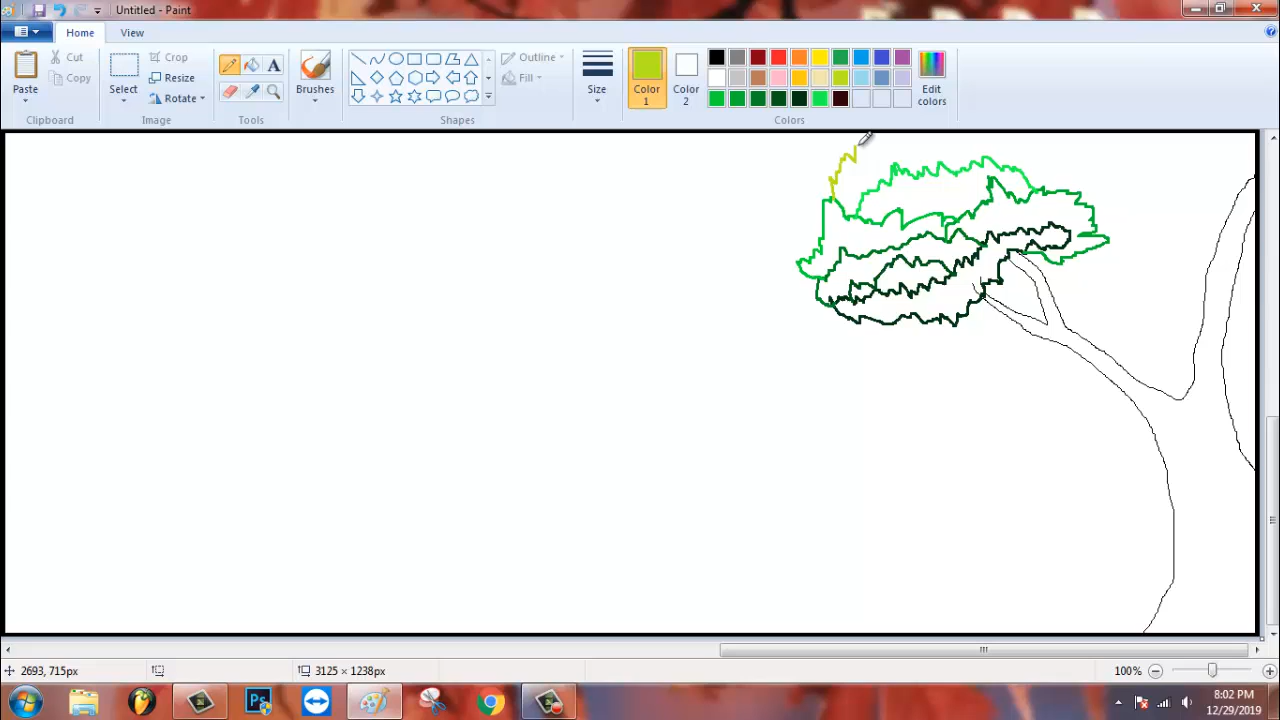 Untitled - Paint
Home
View
Paste
Cut
Copy
Clipboard
Select
Crop
Resize
Rotate
Image
A
Tools
Brushes
Outline
Fill
Shapes
Size
Color 1
Color 2
Edit colors
Colors
2693, 715px
3125 × 1238px
100%
Ps
8:02 PM
12/29/2019